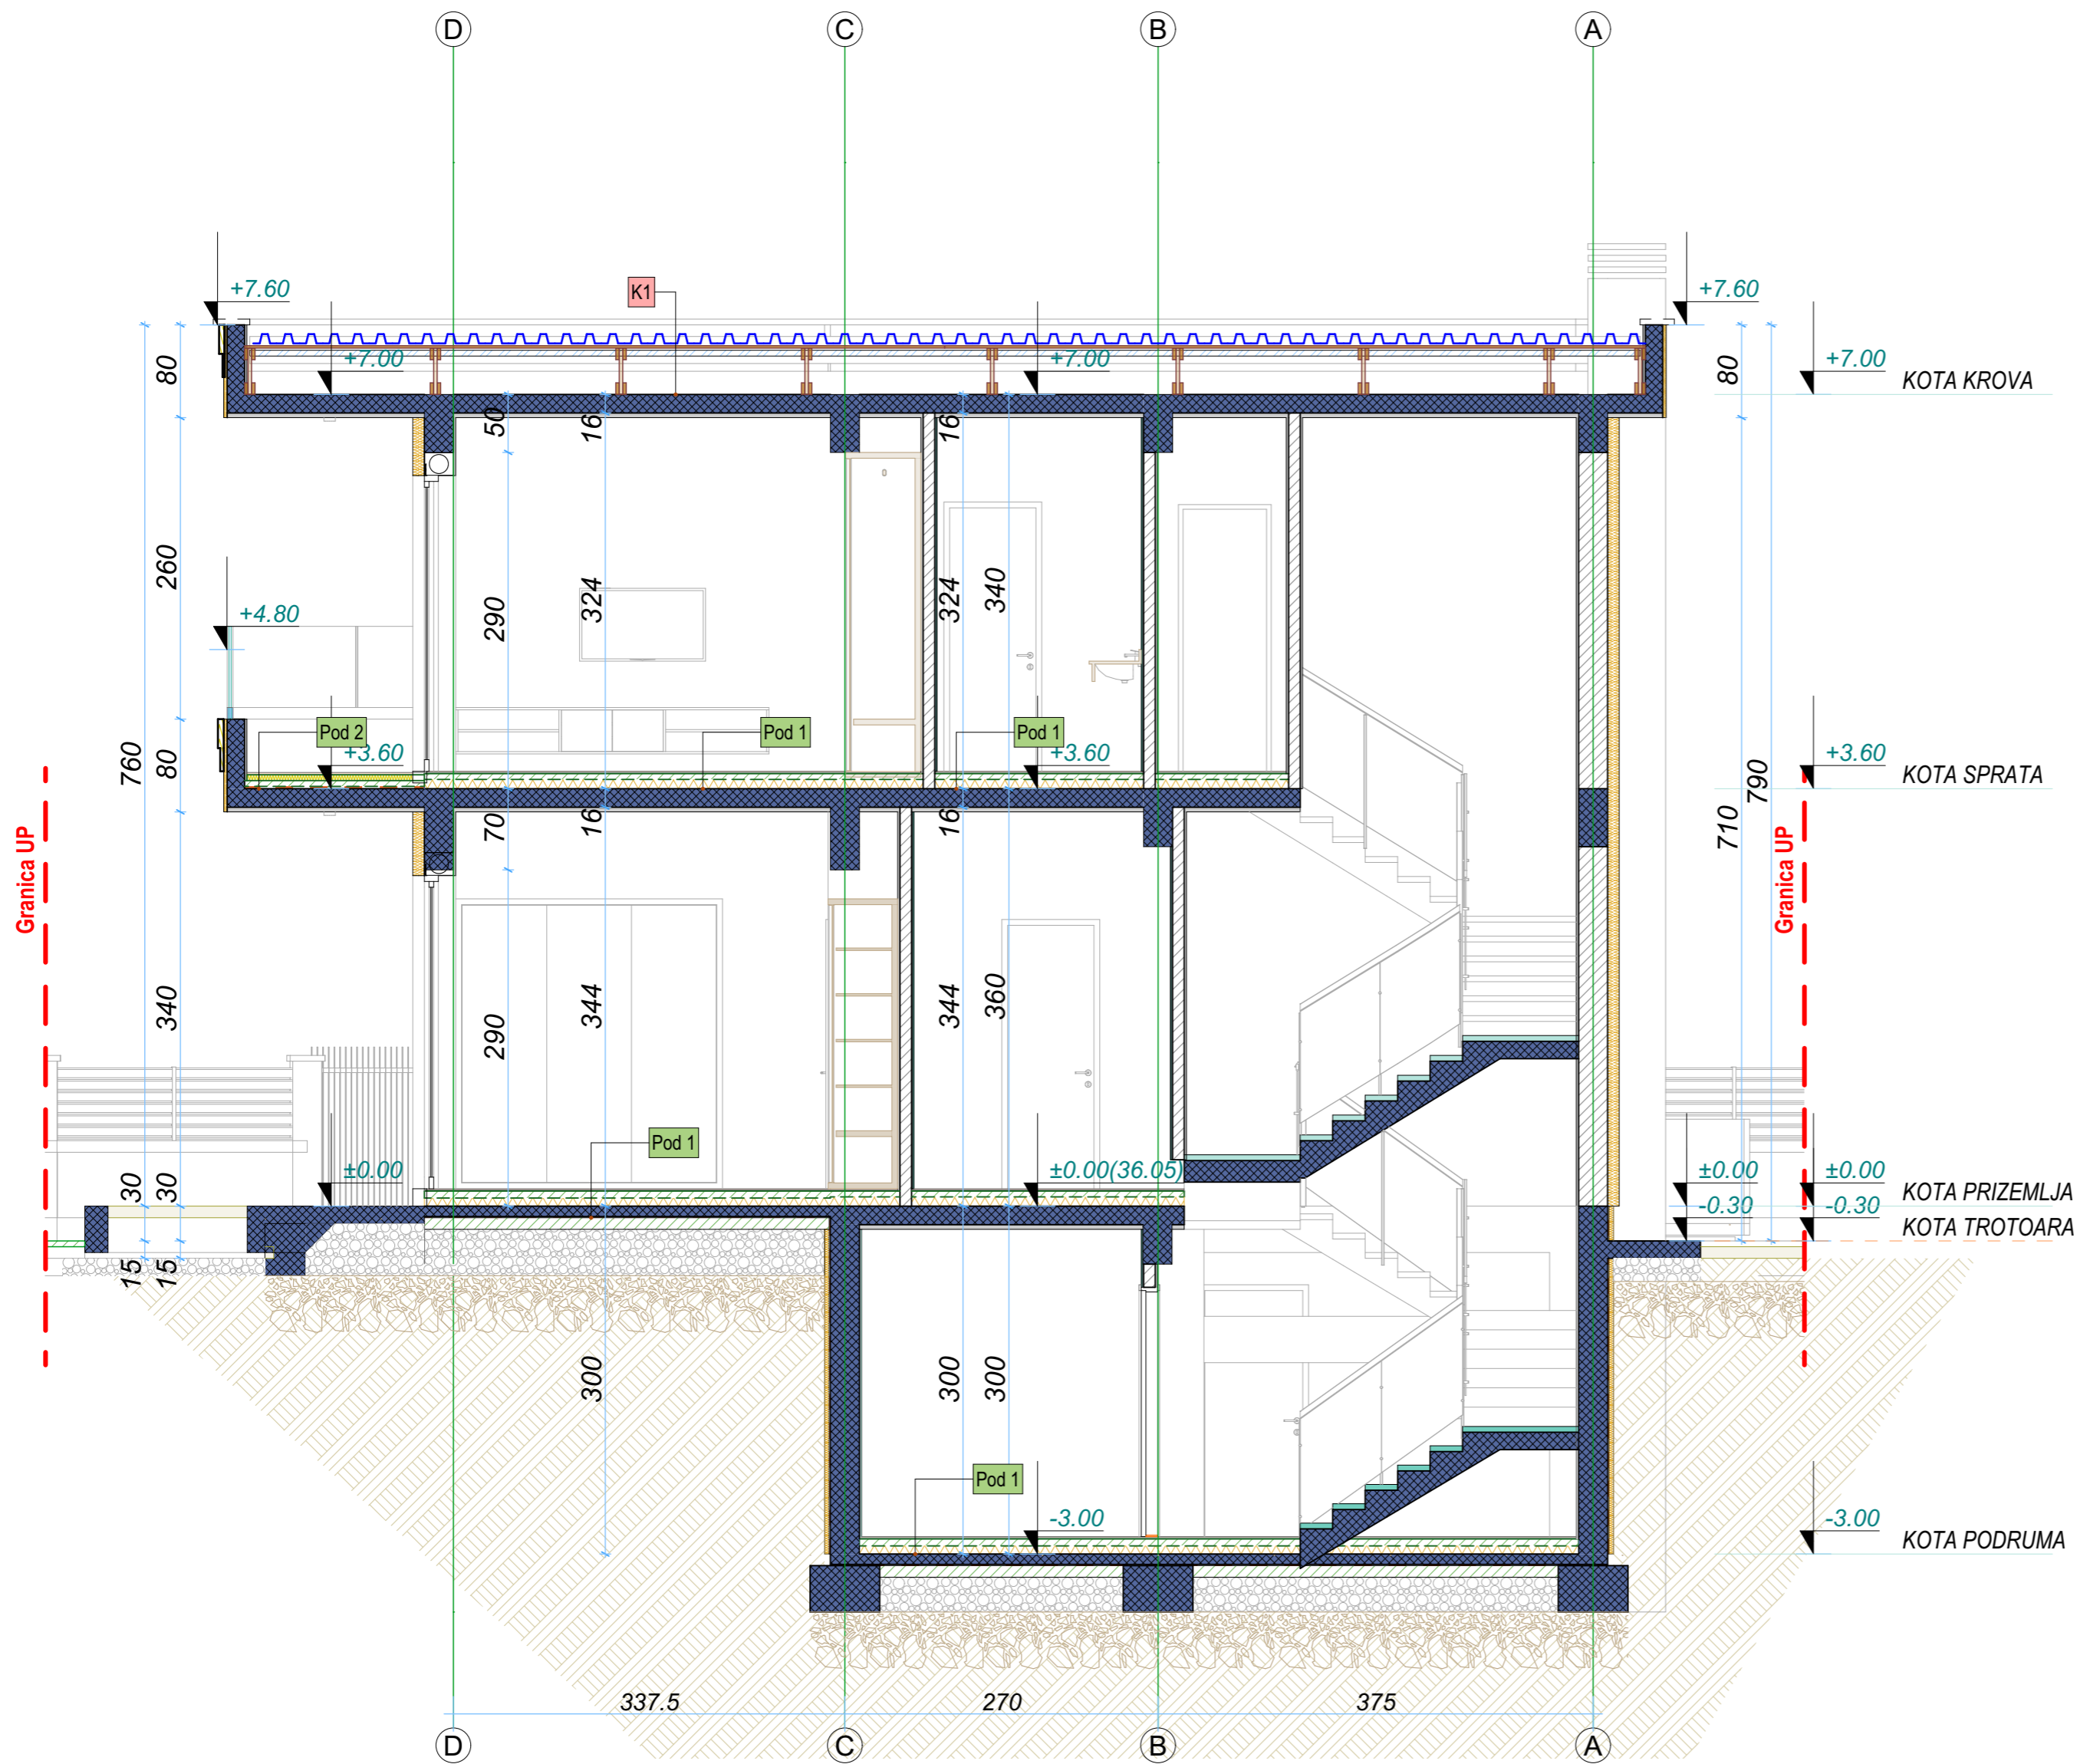 D C B A
+7.60 +7.60
K1
+7.00 +7.00 +7.00
KOTA KROVA
80 50 16 16 80
260 290 324 324 340
+4.80
Pod 2 Pod 1 Pod 1
+3.60 +3.60 +3.60
KOTA SPRATA
760 80 70 16 16 710 790
Granica UP Granica UP
340 290 344 344 360
Pod 1
±0.00 ±0.00(36.05) ±0.00 ±0.00
KOTA PRIZEMLJA
30 30 -0.30 -0.30
KOTA TROTOARA
15 15
300 300 300
Pod 1
-3.00 -3.00
KOTA PODRUMA
337.5 270 375
D C B A